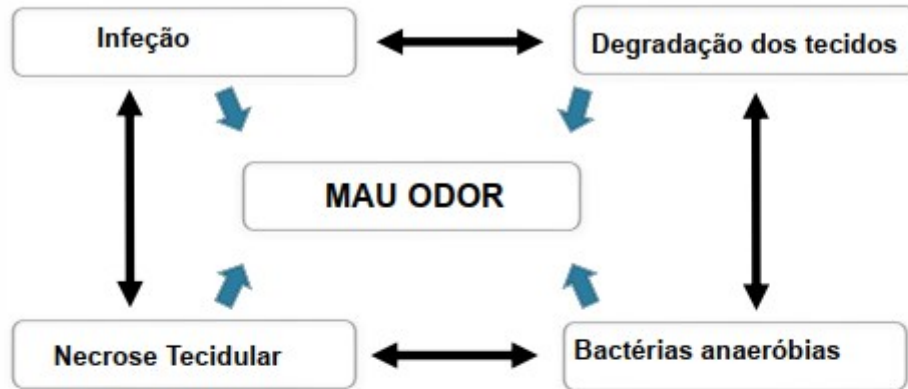 Infeção
Degradação dos tecidos
MAU ODOR
Necrose Tecidular
Bactérias anaeróbias